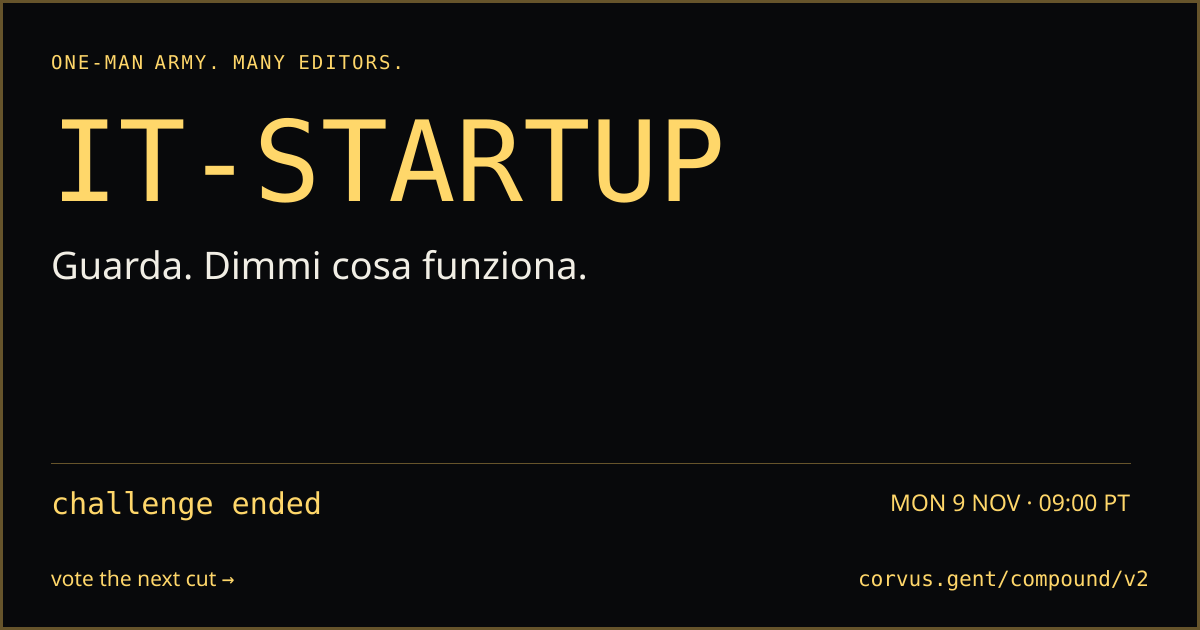 ONE-MAN ARMY. MANY EDITORS.
IT-STARTUP
Guarda. Dimmi cosa funziona.
challenge ended
MON 9 NOV · 09:00 PT
vote the next cut →
corvus.gent/compound/v2